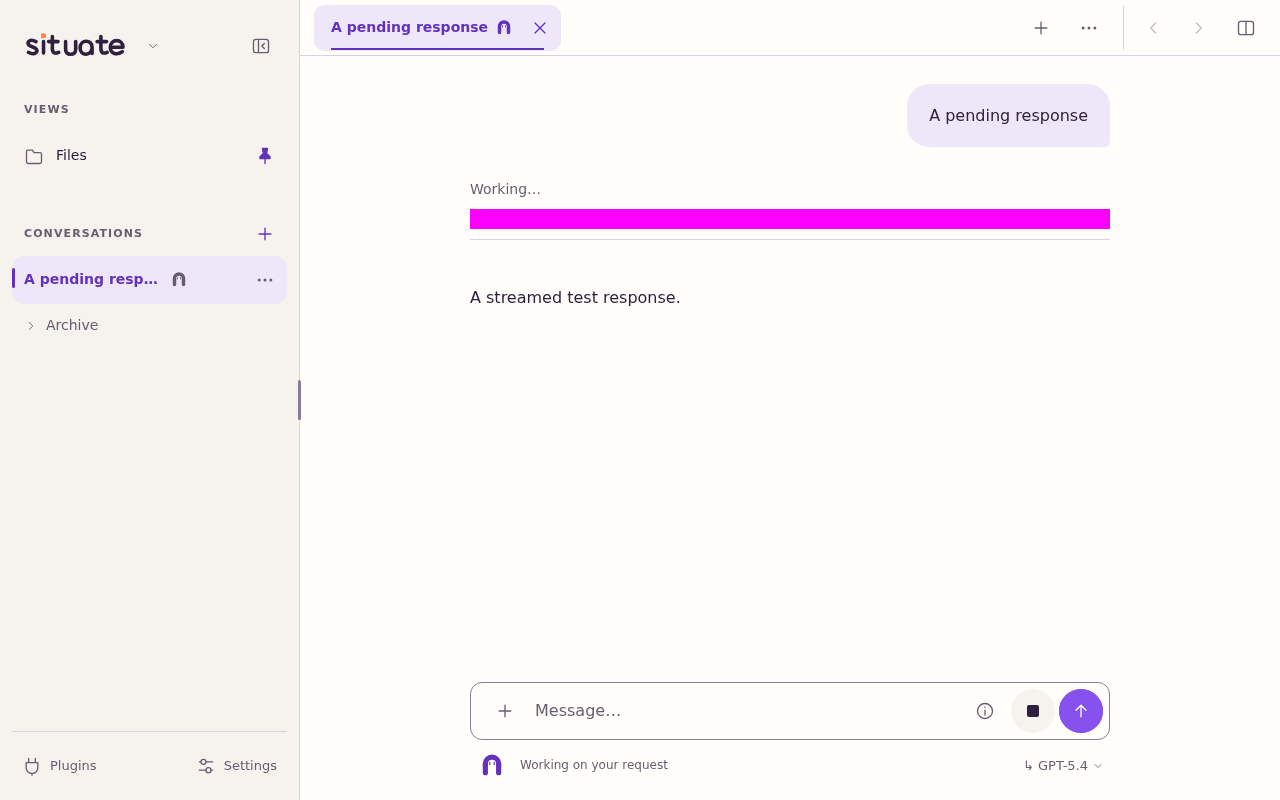 situate
VIEWS
Files
CONVERSATIONS
A pending resp...
Archive
Plugins
Settings
A pending response
A pending response
Working...
A streamed test response.
Message...
Working on your request
↳ GPT-5.4